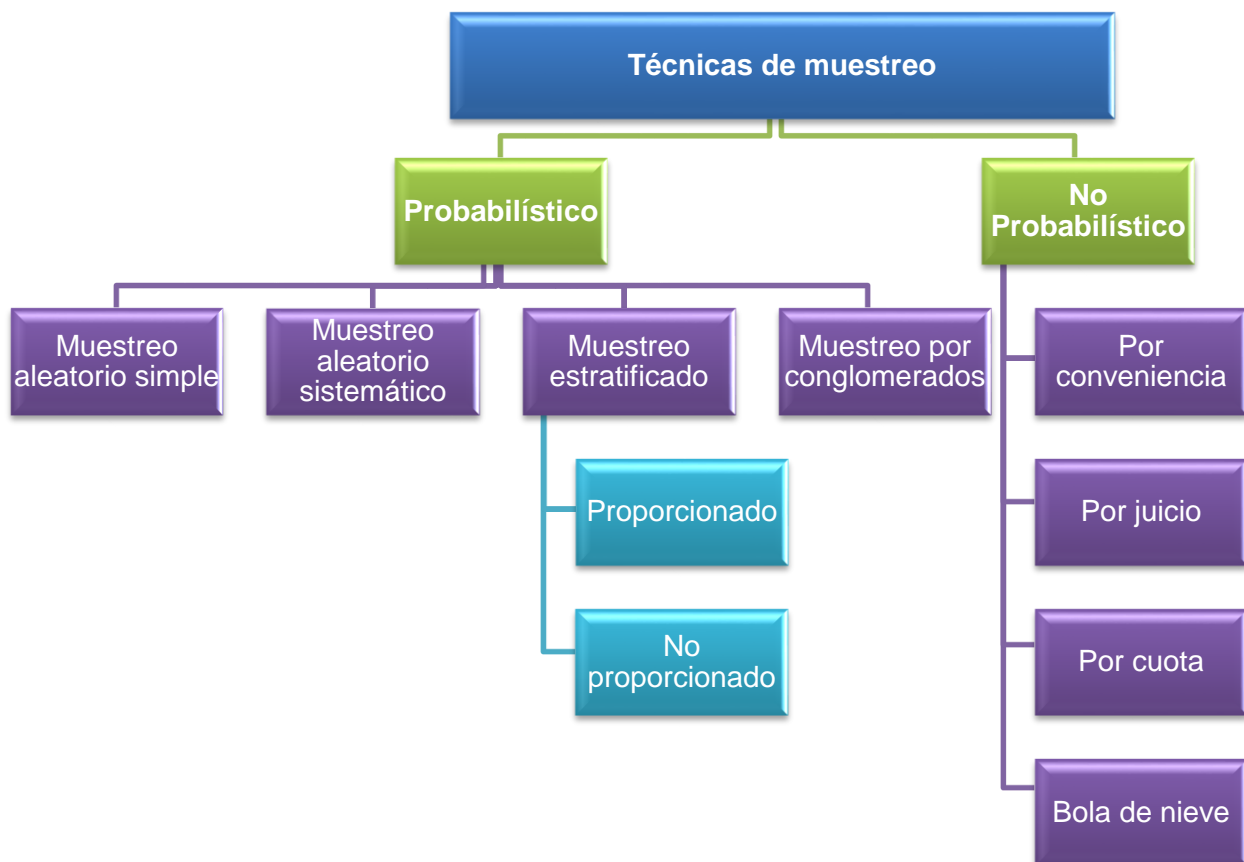 Técnicas de muestreo
Probabilístico
No
Probabilístico
Muestreo
aleatorio simple
Muestreo
aleatorio
sistemático
Muestreo
estratificado
Muestreo por
conglomerados
Por
conveniencia
Proporcionado
Por juicio
No
proporcionado
Por cuota
Bola de nieve